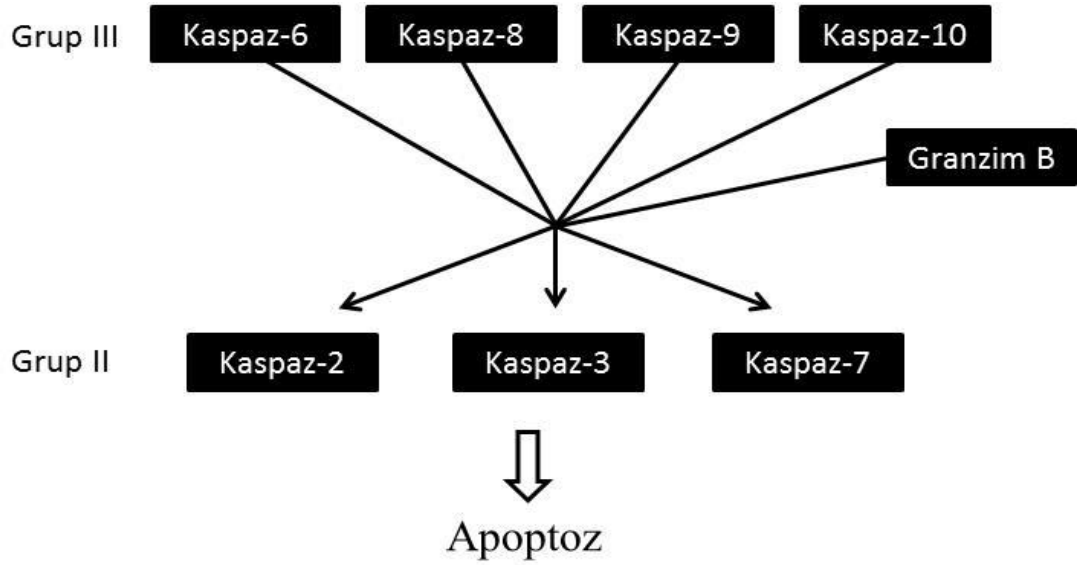 Grup III
Kaspaz-6
Kaspaz-8
Kaspaz-9
Kaspaz-10
Granzim B
Grup II
Kaspaz-2
Kaspaz-3
Kaspaz-7
Apoptoz